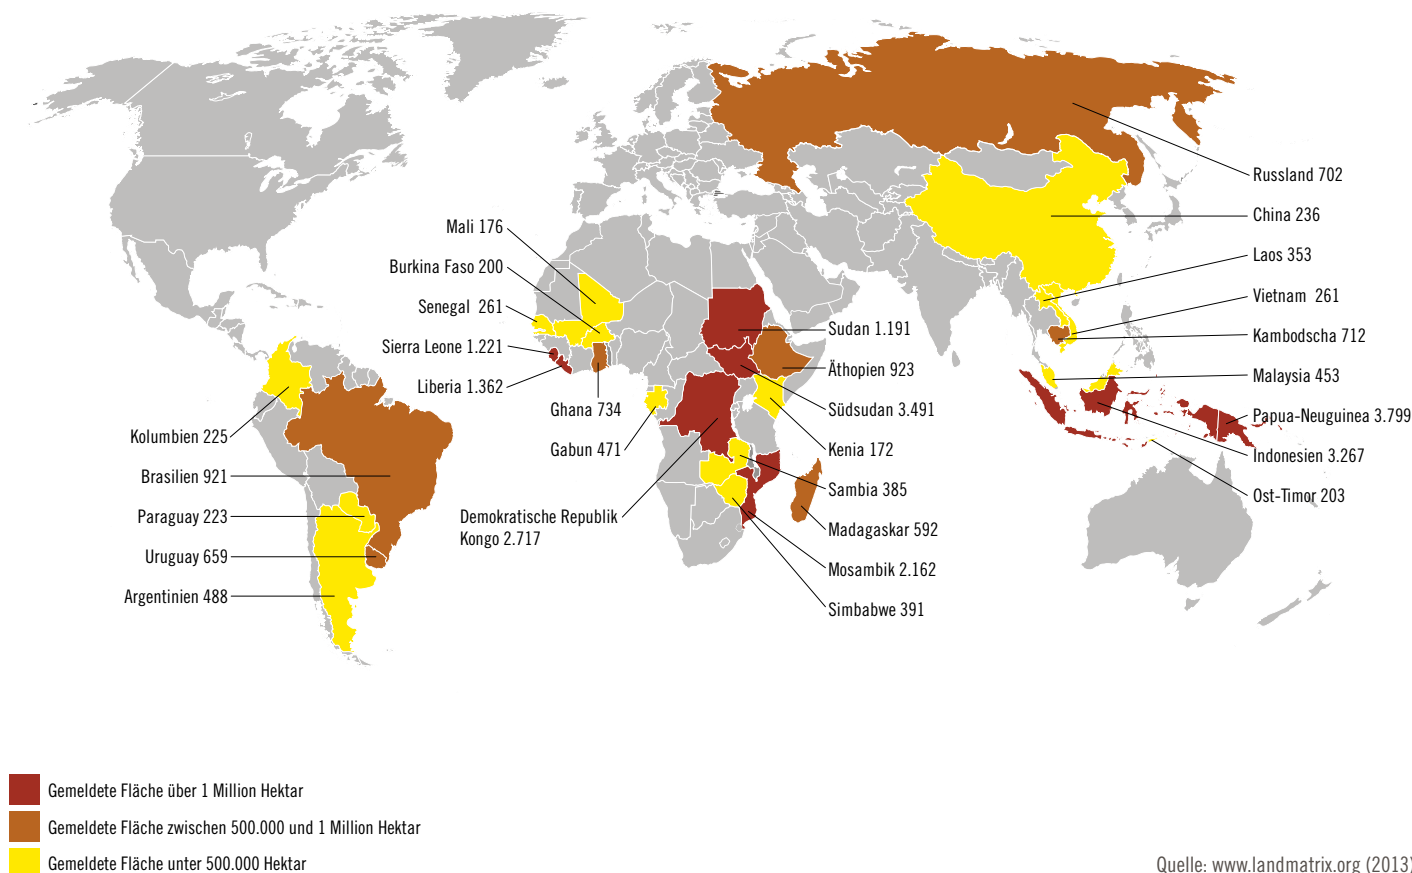 Russland 702
China 236
Laos 353
Vietnam 261
Kambodscha 712
Malaysia 453
Papua-Neuguinea 3.799
Indonesien 3.267
Ost-Timor 203
Mali 176
Burkina Faso 200
Senegal 261
Sierra Leone 1.221
Liberia 1.362
Ghana 734
Gabun 471
Demokratische Republik
Kongo 2.717
Sudan 1.191
Äthopien 923
Südsudan 3.491
Kenia 172
Sambia 385
Madagaskar 592
Mosambik 2.162
Simbabwe 391
Kolumbien 225
Brasilien 921
Paraguay 223
Uruguay 659
Argentinien 488
Gemeldete Fläche über 1 Million Hektar
Gemeldete Fläche zwischen 500.000 und 1 Million Hektar
Gemeldete Fläche unter 500.000 Hektar
Quelle: www.landmatrix.org (2013)